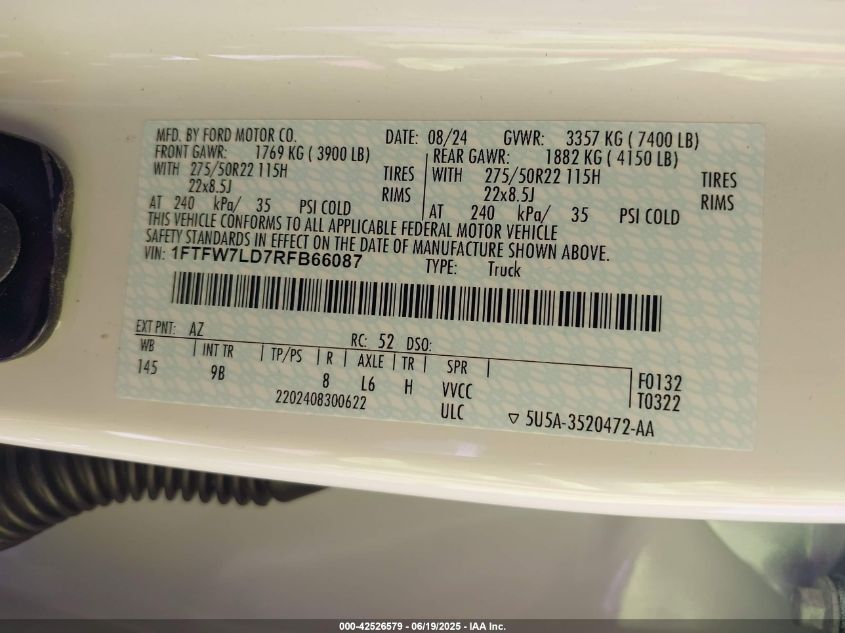 MFD. BY FORD MOTOR CO. DATE: 08/24 GVWR: 3357 KG ( 7400 LB)
FRONT GAWR: 1769 KG ( 3900 LB) REAR GAWR: 1882 KG ( 4150 LB)
WITH 275/50R22 115H TIRES WITH 275/50R22 115H TIRES
22x8.5J RIMS 22x8.5J RIMS
AT 240 kPa/ 35 PSI COLD AT 240 kPa/ 35 PSI COLD
THIS VEHICLE CONFORMS TO ALL APPLICABLE FEDERAL MOTOR VEHICLE
SAFETY STANDARDS IN EFFECT ON THE DATE OF MANUFACTURE SHOWN ABOVE.
VIN: 1FTFW7LD7RFB66087 TYPE: Truck
EXT PNT: AZ RC: 52 DSO:
WB INT TR TP/PS R AXLE TR SPR
145 9B 8 L6 H VVCC F0132
2202408300622 ULC T0322
5U5A-3520472-AA
000-42526579 - 06/19/2025 - IAA Inc.